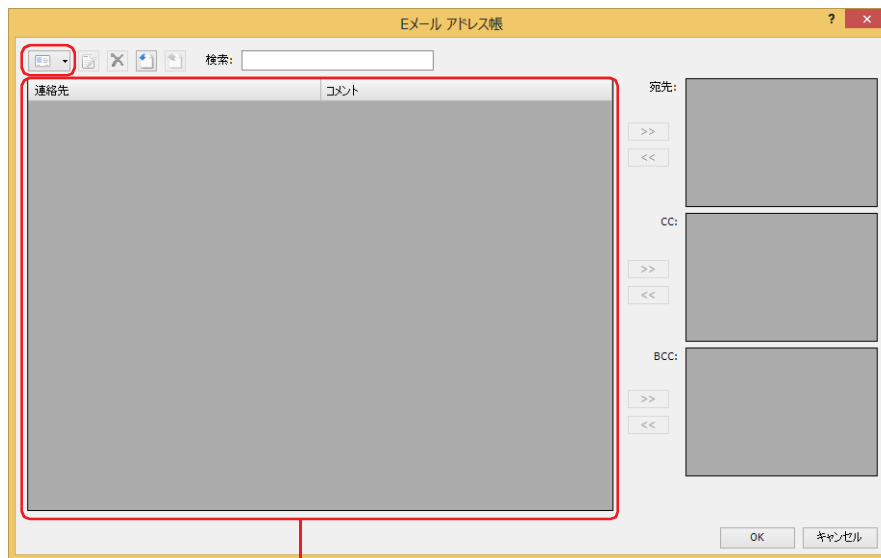 Eメール アドレス帳
?
検索:
連絡先 コメント
宛先:
>>
<<
CC:
>>
<<
BCC:
>>
<<
OK キャンセル